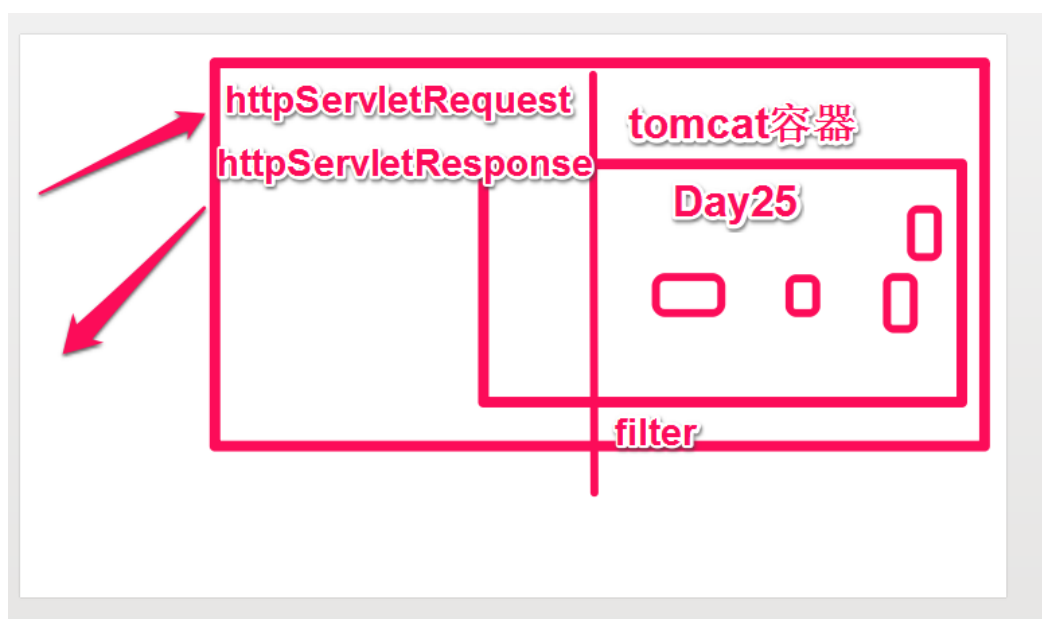 httpServletRequest
tomcat容器
httpServletResponse
Day25
filter